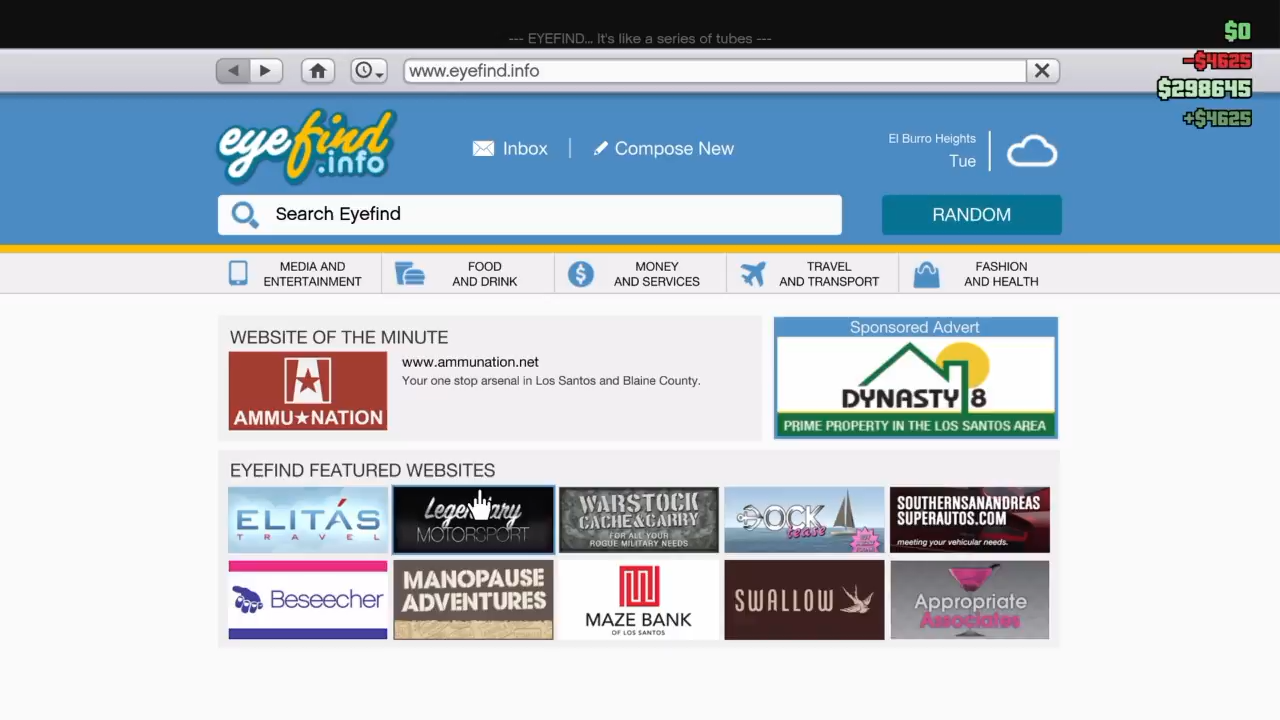 --- EYEFIND... It's like a series of tubes ---
$0
-$4625
$298645
+$4625
www.eyefind.info
eyefind
.info
Inbox
Compose New
El Burro Heights
Tue
Search Eyefind
RANDOM
MEDIA AND
ENTERTAINMENT
FOOD
AND DRINK
MONEY
AND SERVICES
TRAVEL
AND TRANSPORT
FASHION
AND HEALTH
WEBSITE OF THE MINUTE
AMMU★NATION
www.ammunation.net
Your one stop arsenal in Los Santos and Blaine County.
Sponsored Advert
DYNASTY 8
PRIME PROPERTY IN THE LOS SANTOS AREA
EYEFIND FEATURED WEBSITES
ELITÁS
TRAVEL
Legendary
MOTORSPORT
WARSTOCK
CACHE&CARRY
FOR ALL YOUR
ROGUE MILITARY NEEDS
DOCK
tease
SOUTHERNSANANDREAS
SUPERAUTOS.COM
meeting your vehicular needs.
BESEECHER
MANOPAUSE
ADVENTURES
MAZE BANK
OF LOS SANTOS
SWALLOW
Appropriate
Associates